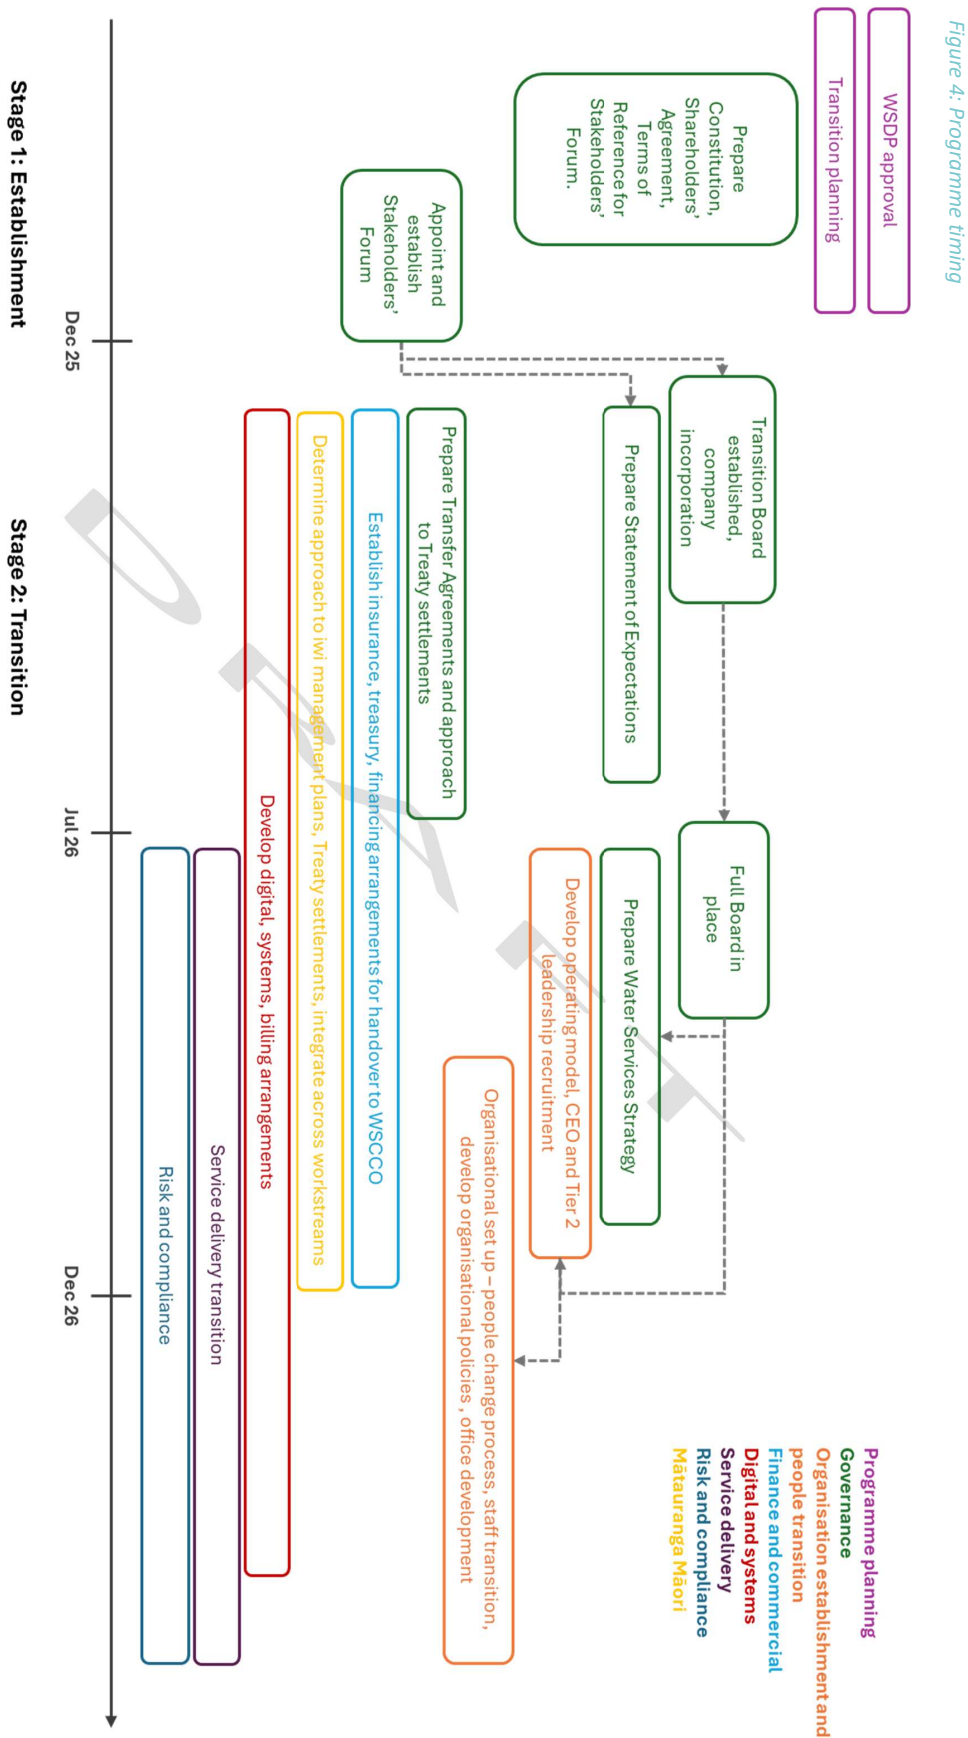 Figure 4: Programme timing
WSDP approval
Transition planning
Prepare
Constitution,
Shareholders'
Agreement,
Terms of
Reference for
Stakeholders'
Forum.
Appoint and
establish
Stakeholders'
Forum
Transition Board
established,
company
incorporation
Full Board in
place
Prepare Statement of Expectations
Prepare Water Services Strategy
Develop operating model, CEO and Tier 2
leadership recruitment
Organisational set up – people change process, staff transition,
develop organisational policies , office development
Prepare Transfer Agreements and approach
to Treaty settlements
Establish insurance, treasury, financing arrangements for handover to WSCCO
Determine approach to iwi management plans, Treaty settlements, integrate across workstreams
Develop digital, systems, billing arrangements
Service delivery transition
Risk and compliance
Programme planning
Governance
Organisation establishment and
people transition
Finance and commercial
Digital and systems
Service delivery
Risk and compliance
Mātauranga Māori
Dec 25
Jul 26
Dec 26
Stage 1: Establishment
Stage 2: Transition
DRAFT